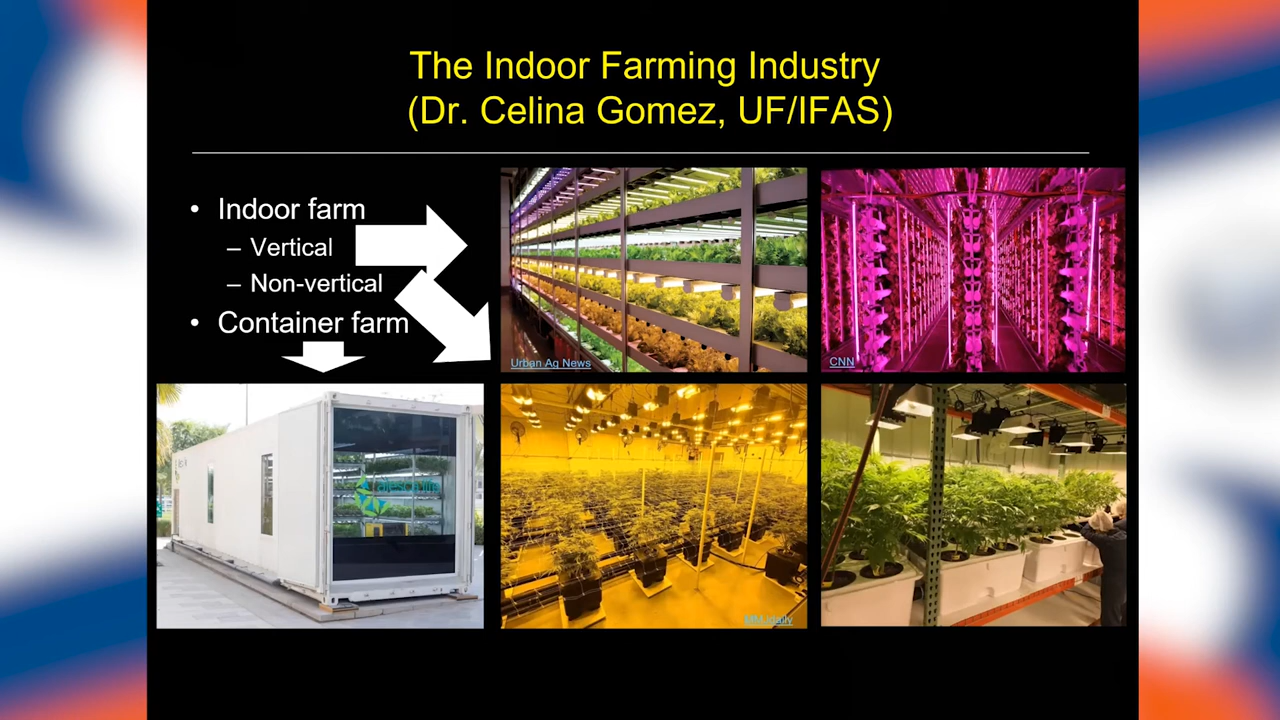 The Indoor Farming Industry
(Dr. Celina Gomez, UF/IFAS)
• Indoor farm
– Vertical
– Non-vertical
• Container farm
Urban Ag News
CNN